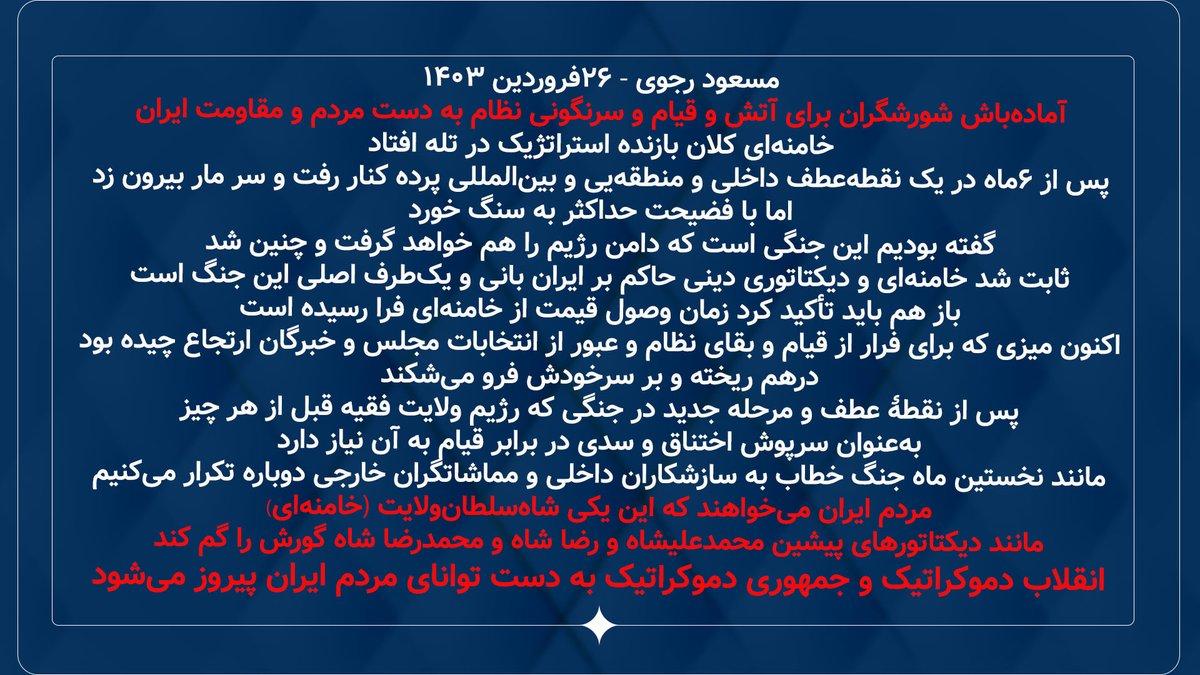 مسعود رجوی - ۲۶فروردین ۱۴۰۳
آماده‌باش شورشگران برای آتش و قیام و سرنگونی نظام به دست مردم و مقاومت ایران
خامنه‌ای کلان بازنده استراتژیک در تله افتاد
پس از ۶ماه در یک نقطه‌عطف داخلی و منطقه‌یی و بین‌المللی پرده کنار رفت و سر مار بیرون زد
اما با فضیحت حداکثر به سنگ خورد
گفته بودیم این جنگی است که دامن رژیم را هم خواهد گرفت و چنین شد
ثابت شد خامنه‌ای و دیکتاتوری دینی حاکم بر ایران بانی و یک‌طرف اصلی این جنگ است
باز هم باید تأکید کرد زمان وصول قیمت از خامنه‌ای فرا رسیده است
اکنون میزی که برای فرار از قیام و بقای نظام و عبور از انتخابات مجلس و خبرگان ارتجاع چیده بود
درهم ریخته و بر سرخودش فرو می‌شکند
پس از نقطهٔ عطف و مرحله جدید در جنگی که رژیم ولایت فقیه قبل از هر چیز
به‌عنوان سرپوش اختناق و سدی در برابر قیام به آن نیاز دارد
مانند نخستین ماه جنگ خطاب به سازشکاران داخلی و مماشاتگران خارجی دوباره تکرار می‌کنیم
مردم ایران می‌خواهند که این یکی شاه‌سلطان‌ولایت (خامنه‌ای)
مانند دیکتاتورهای پیشین محمدعلیشاه و رضا شاه و محمدرضا شاه گورش را گم کند
انقلاب دموکراتیک و جمهوری دموکراتیک به دست توانای مردم ایران پیروز می‌شود